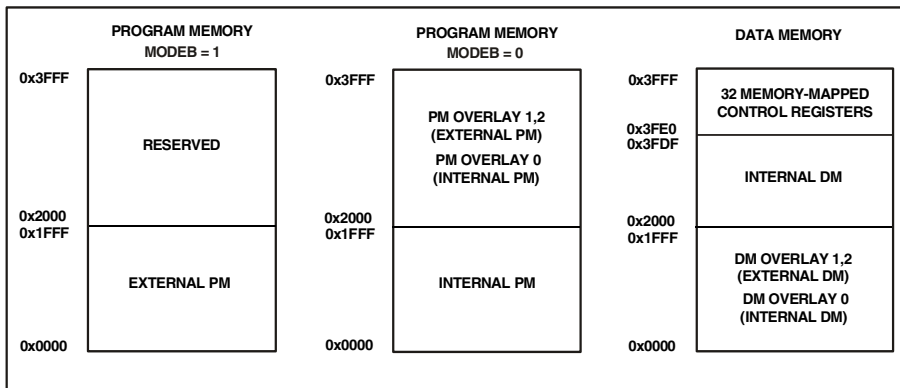 PROGRAM MEMORY
MODEB = 1
0x3FFF
RESERVED
0x2000
0x1FFF
EXTERNAL PM
0x0000
PROGRAM MEMORY
MODEB = 0
0x3FFF
PM OVERLAY 1,2
(EXTERNAL PM)
PM OVERLAY 0
(INTERNAL PM)
0x2000
0x1FFF
INTERNAL PM
0x0000
DATA MEMORY
0x3FFF
32 MEMORY-MAPPED
CONTROL REGISTERS
0x3FE0
0x3FDF
INTERNAL DM
0x2000
0x1FFF
DM OVERLAY 1,2
(EXTERNAL DM)
DM OVERLAY 0
(INTERNAL DM)
0x0000